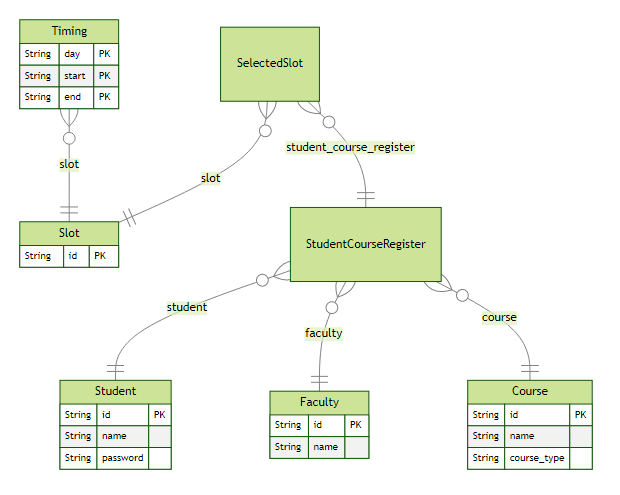 Timing
String day PK
String start PK
String end PK
SelectedSlot
student_course_register
slot
slot
Slot
String id PK
StudentCourseRegister
student
faculty
course
Student
String id PK
String name
String password
Faculty
String id PK
String name
Course
String id PK
String name
String course_type